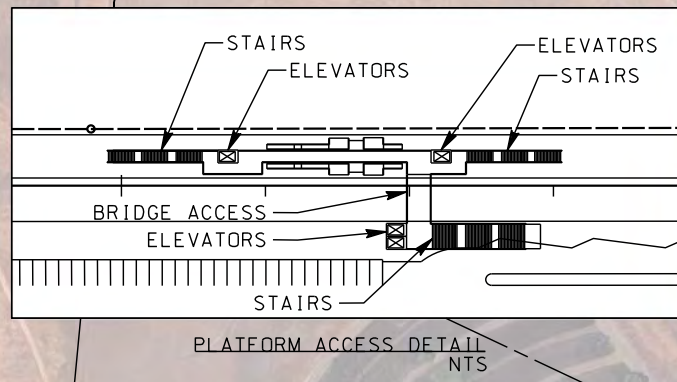 STAIRS
ELEVATORS
ELEVATORS
STAIRS
BRIDGE ACCESS
ELEVATORS
STAIRS
PLATFORM ACCESS DETAIL
NTS